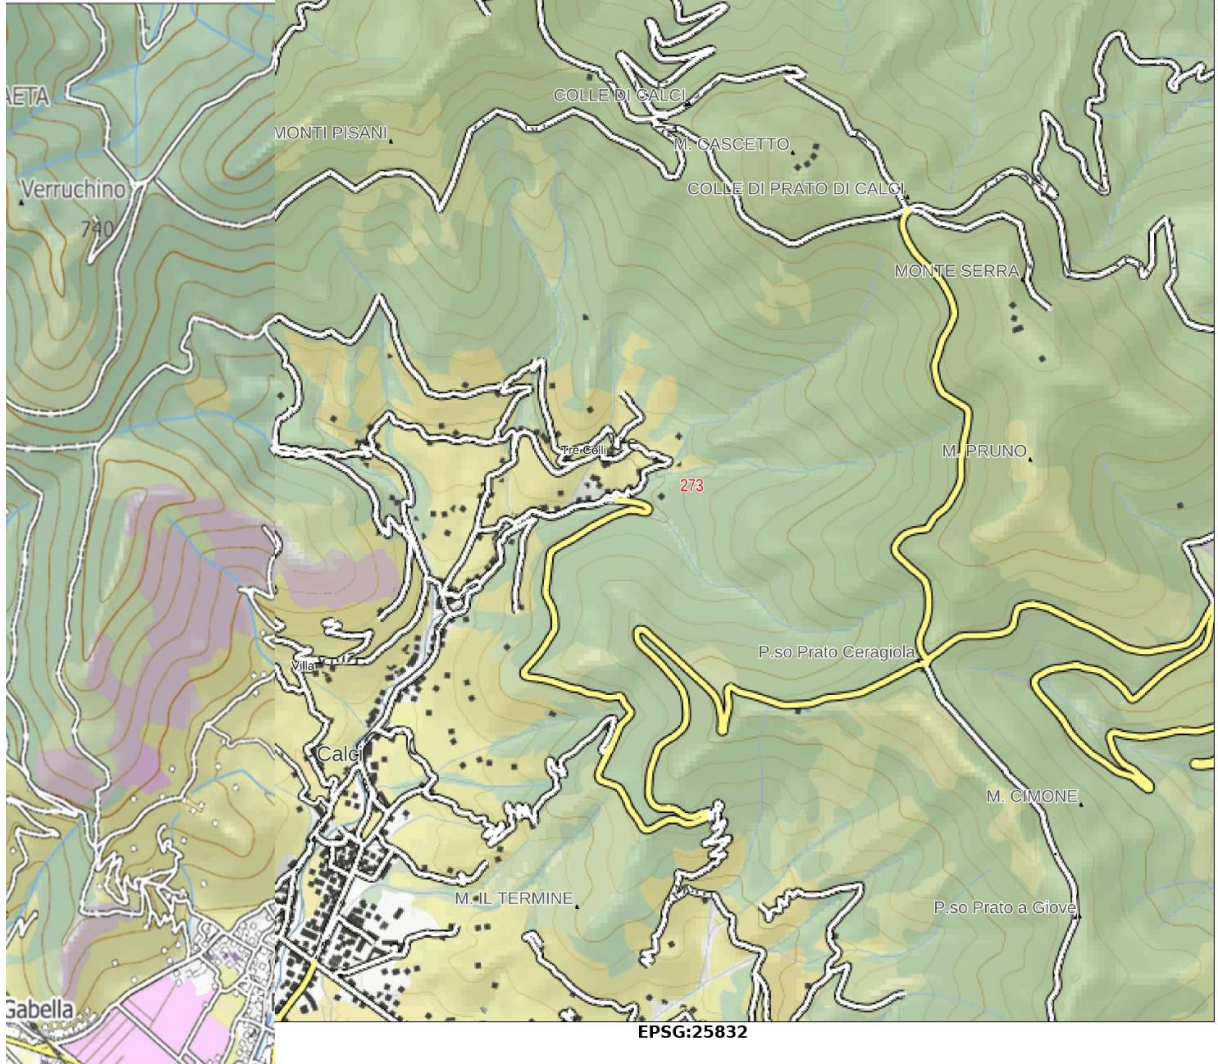 AETA
COLLE DI CALCI
MONTI PISANI
M. CASCETTO
Verruchino
COLLE DI PRATO DI CALCI
740
MONTE SERRA
Tre Colli
M. PRUNO
273
P.so Prato Ceragiola
Villa
Calci
M. CIMONE
M. IL TERMINE
P.so Prato a Giove
Gabella
EPSG:25832